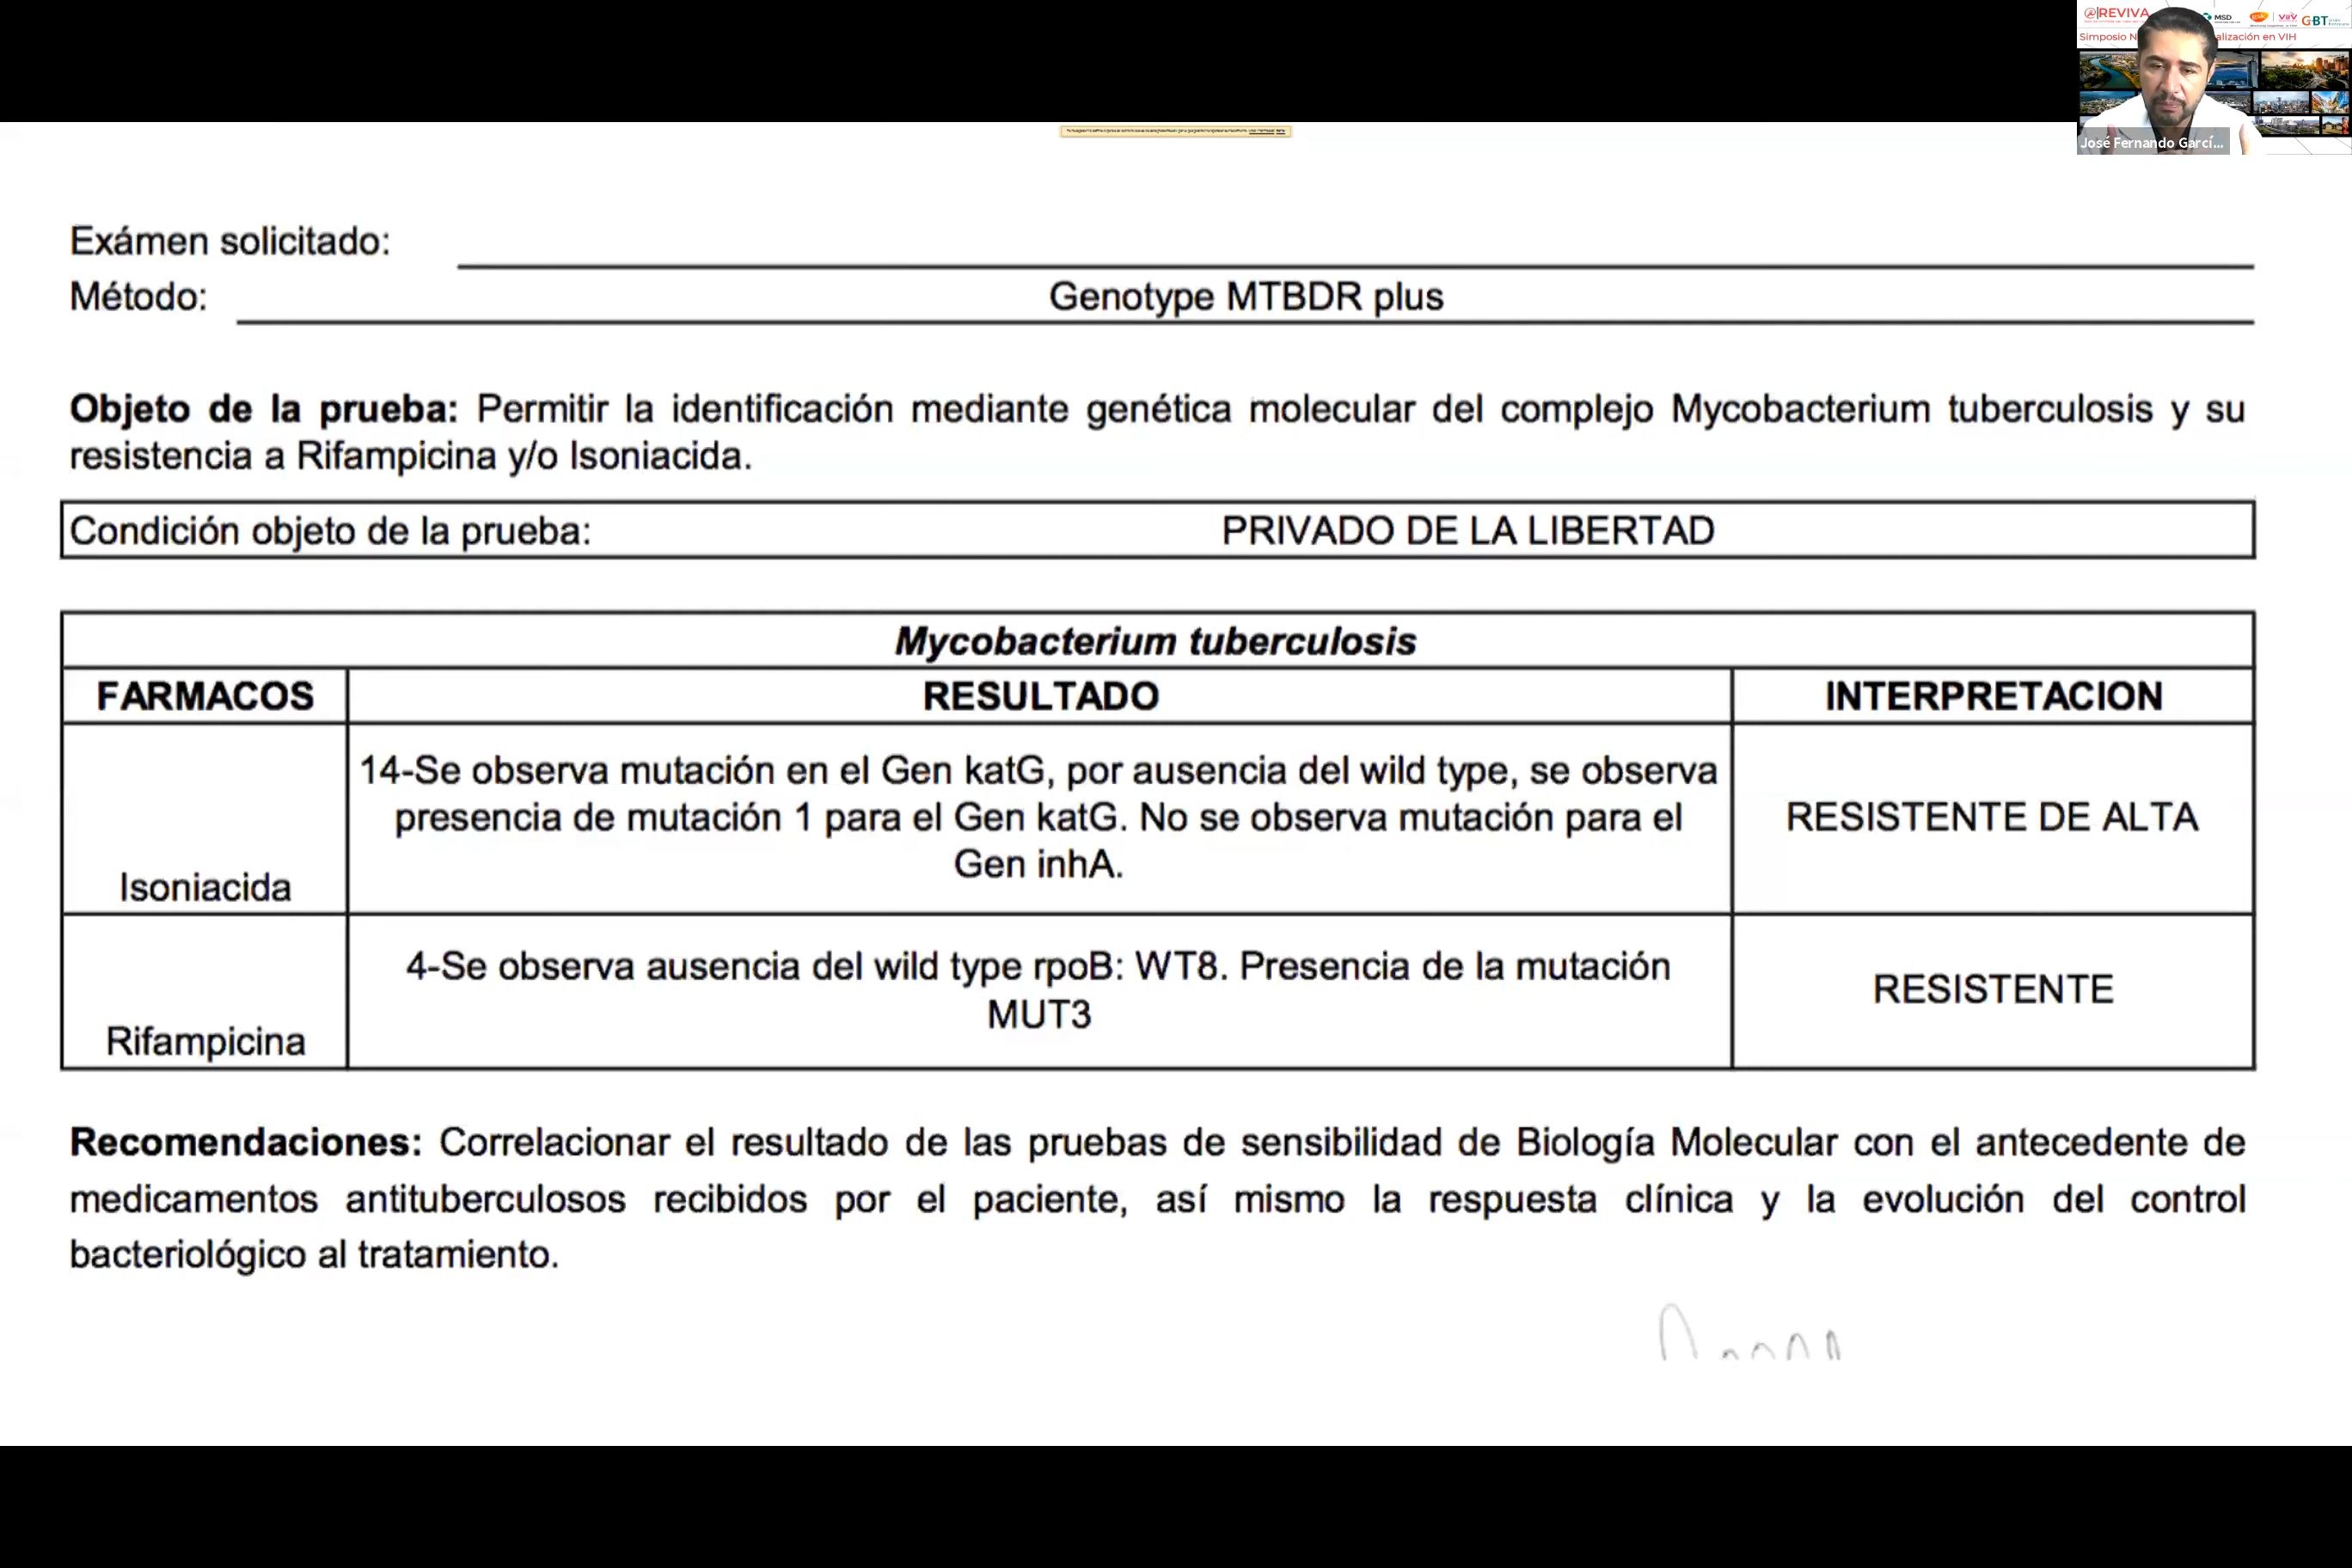 REVIVA
MSD
gsk
ViiV
GBT
Simposio N alización en VIH
José Fernando Garcí...
Exámen solicitado:
Método: Genotype MTBDR plus
Objeto de la prueba: Permitir la identificación mediante genética molecular del complejo Mycobacterium tuberculosis y su
resistencia a Rifampicina y/o Isoniacida.
Condición objeto de la prueba: PRIVADO DE LA LIBERTAD
Mycobacterium tuberculosis
FARMACOS RESULTADO INTERPRETACION
14-Se observa mutación en el Gen katG, por ausencia del wild type, se observa
presencia de mutación 1 para el Gen katG. No se observa mutación para el
Gen inhA.
Isoniacida
RESISTENTE DE ALTA
4-Se observa ausencia del wild type rpoB: WT8. Presencia de la mutación
MUT3
Rifampicina
RESISTENTE
Recomendaciones: Correlacionar el resultado de las pruebas de sensibilidad de Biología Molecular con el antecedente de
medicamentos antituberculosos recibidos por el paciente, así mismo la respuesta clínica y la evolución del control
bacteriológico al tratamiento.